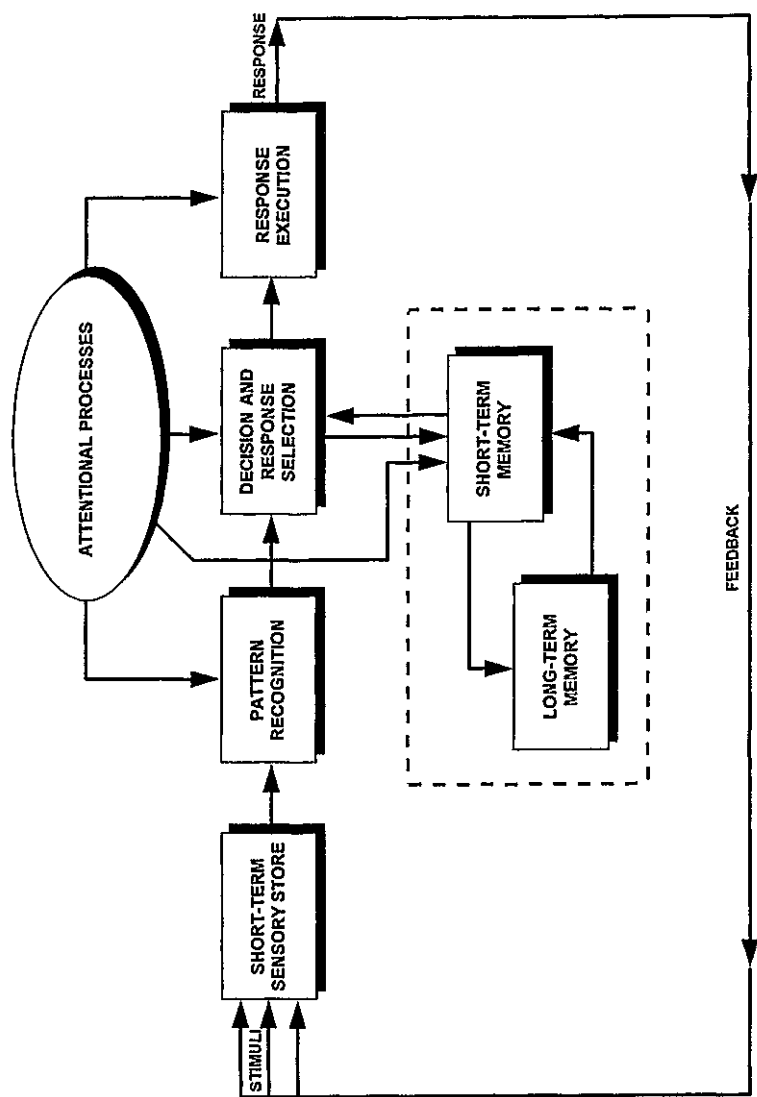 ATTENTIONAL PROCESSES
STIMULI
SHORT-TERM
SENSORY STORE
PATTERN
RECOGNITION
DECISION AND
RESPONSE
SELECTION
RESPONSE
EXECUTION
RESPONSE
LONG-TERM
MEMORY
SHORT-TERM
MEMORY
FEEDBACK